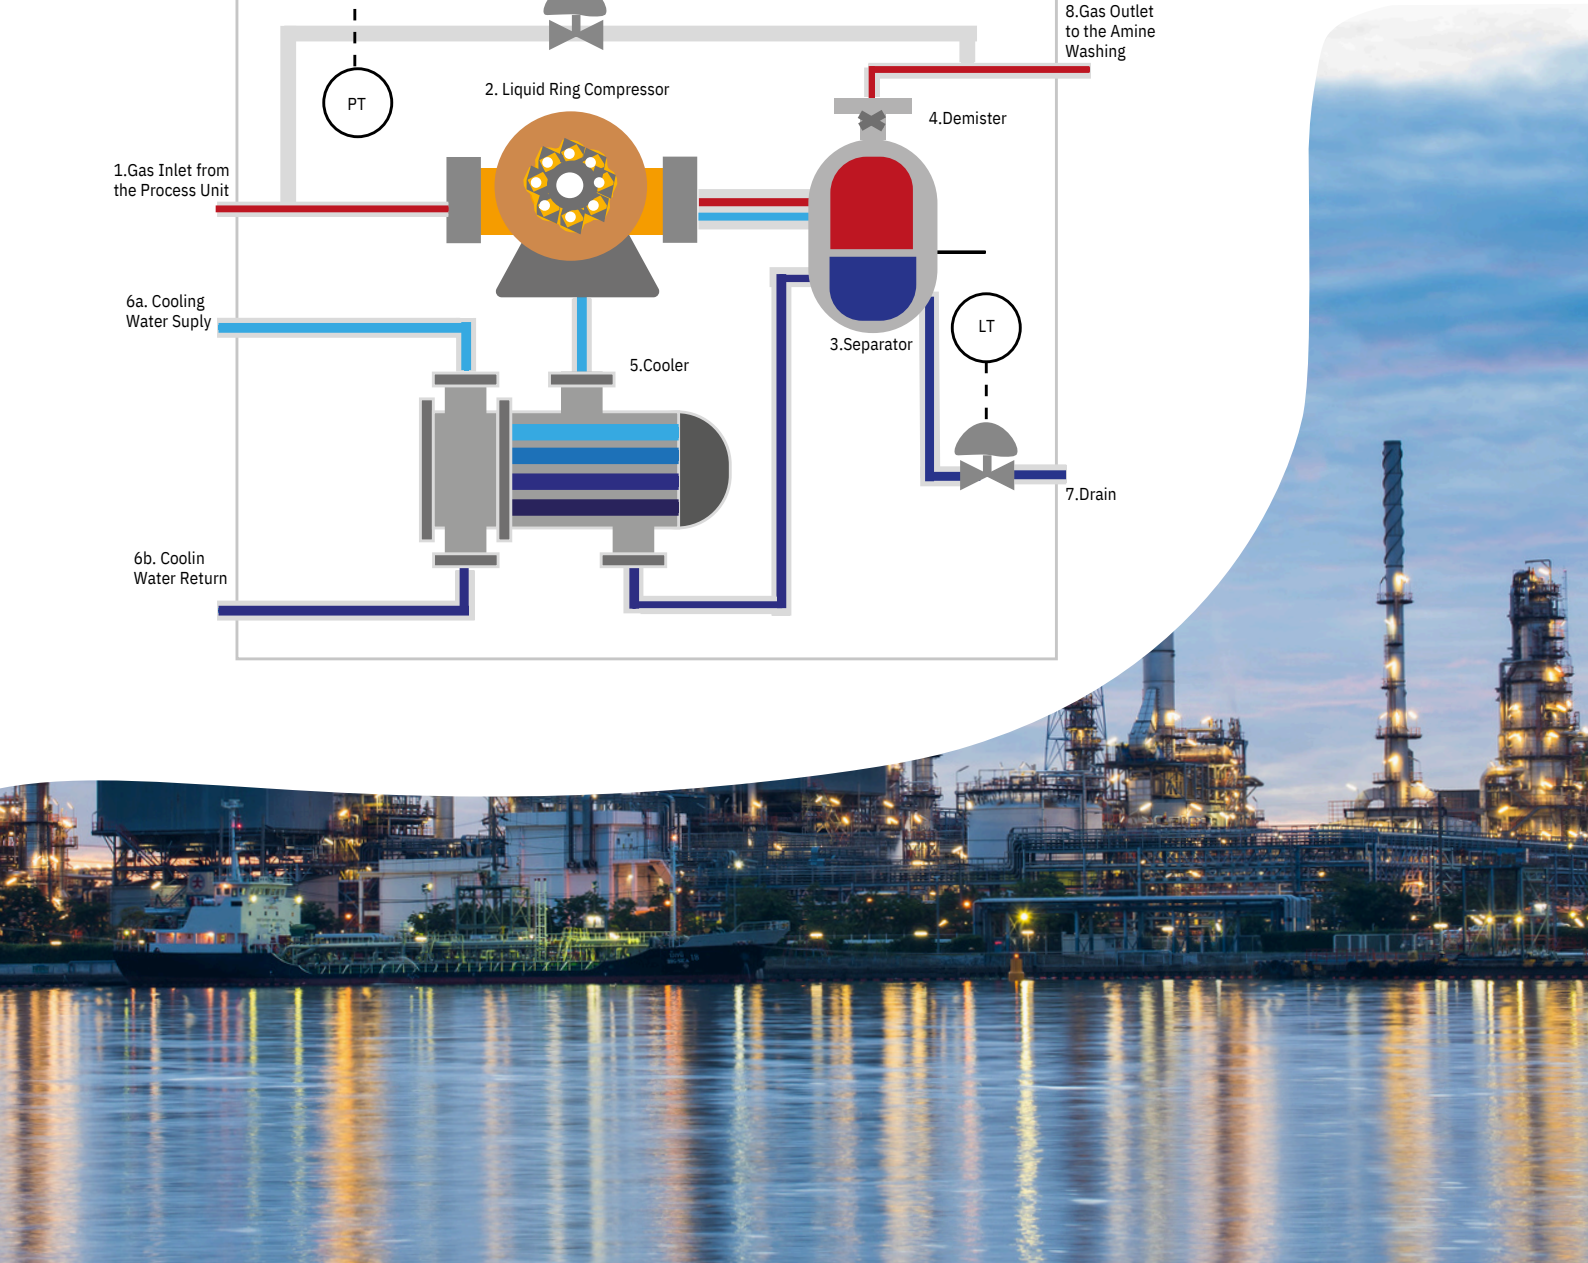 8.Gas Outlet
to the Amine
Washing
PT
2. Liquid Ring Compressor
4.Demister
1.Gas Inlet from
the Process Unit
6a. Cooling
Water Suply
LT
3.Separator
5.Cooler
7.Drain
6b. Coolin
Water Return